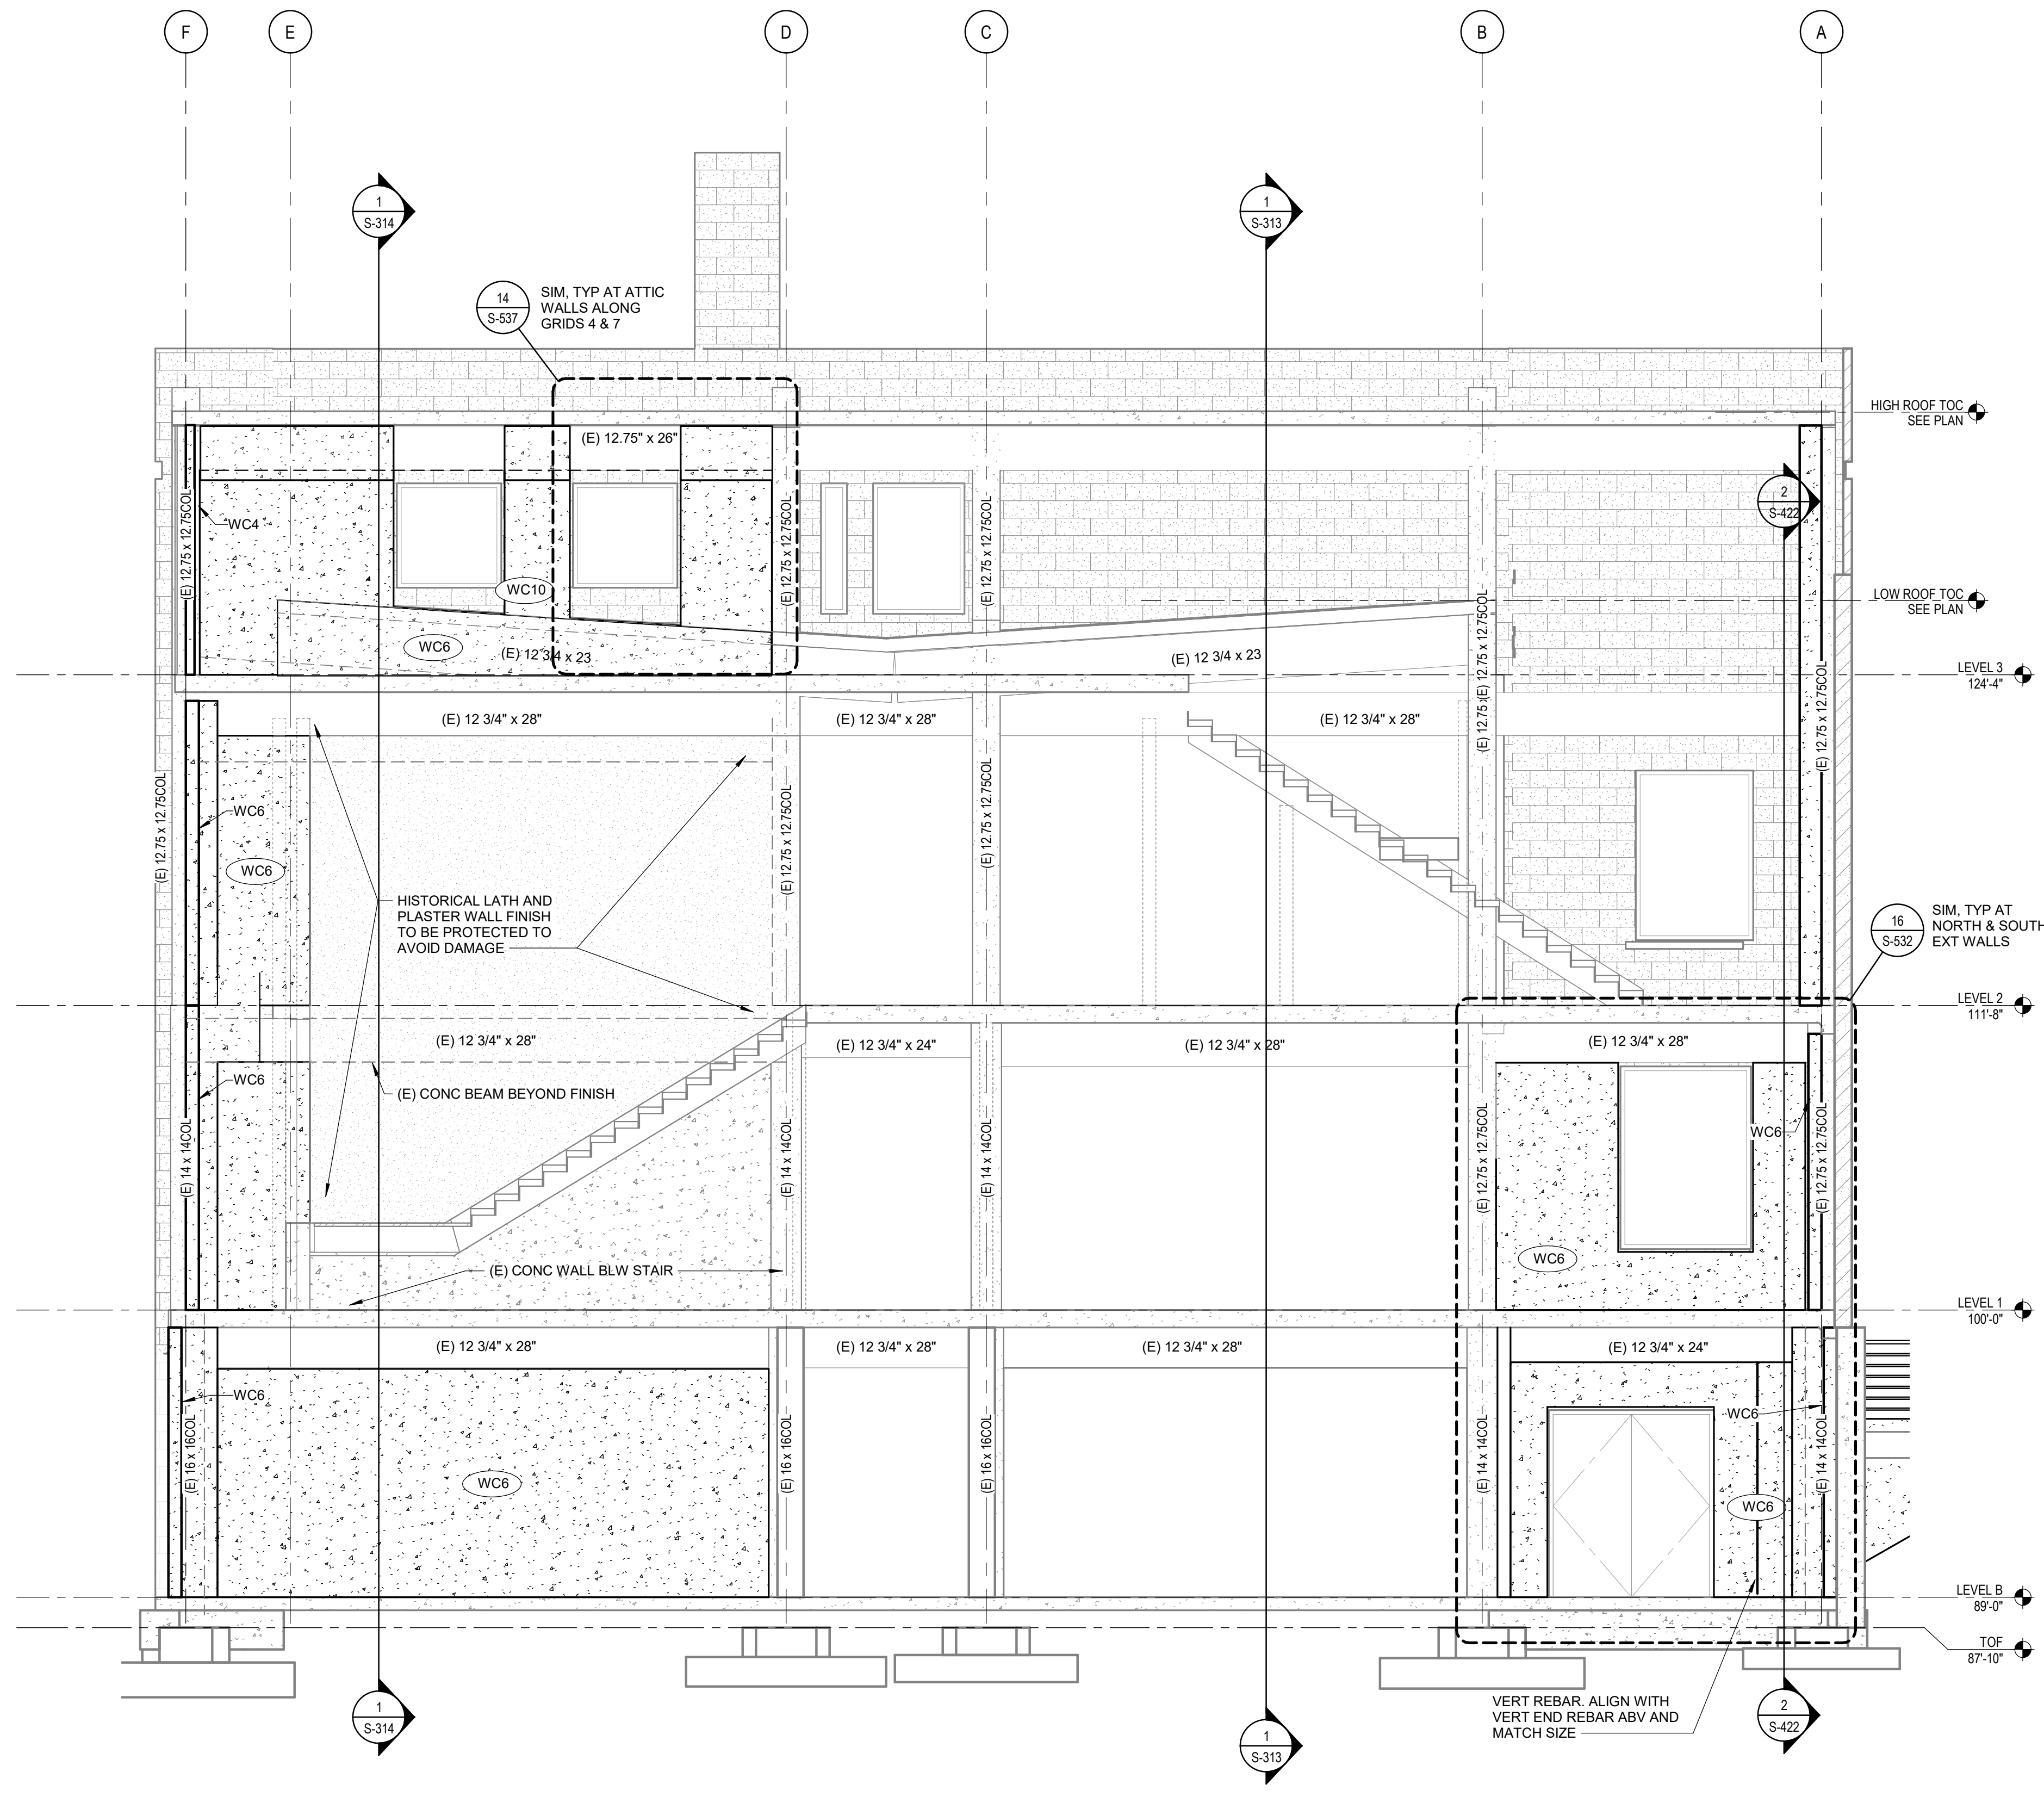 F
E
D
C
B
A
1
S-314
1
S-313
14
S-537
SIM, TYP AT ATTIC
WALLS ALONG
GRIDS 4 & 7
HIGH ROOF TOC
SEE PLAN
(E) 12.75" x 26"
2
S-422
(E) 12.75 x 12.75COL
WC4
(E) 12.75 x 12.75COL
(E) 12.75 x 12.75COL
WC10
LOW ROOF TOC
SEE PLAN
WC6
(E) 12 3/4 x 23
(E) 12 3/4 x 23
(E) 12.75 x 12.75COL
(E) 12.75 x 12.75COL
LEVEL 3
124'-4"
(E) 12 3/4" x 28"
(E) 12 3/4" x 28"
(E) 12 3/4" x 28"
(E) 12.75 x 12.75COL
WC6
(E) 12.75 x 12.75COL
(E) 12.75 x 12.75COL
WC6
HISTORICAL LATH AND
PLASTER WALL FINISH
TO BE PROTECTED TO
AVOID DAMAGE
16
S-532
SIM, TYP AT
NORTH & SOUTH
EXT WALLS
LEVEL 2
111'-8"
(E) 12 3/4" x 28"
(E) 12 3/4" x 24"
(E) 12 3/4" x 28"
(E) 12 3/4" x 28"
WC6
(E) CONC BEAM BEYOND FINISH
WC6
(E) 14 x 14COL
(E) 14 x 14COL
(E) 14 x 14COL
(E) 12.75 x 12.75COL
(E) 12.75 x 12.75COL
(E) CONC WALL BLW STAIR
WC6
LEVEL 1
100'-0"
(E) 12 3/4" x 28"
(E) 12 3/4" x 28"
(E) 12 3/4" x 28"
(E) 12 3/4" x 24"
WC6
WC6
(E) 16 x 16COL
(E) 16 x 16COL
(E) 16 x 16COL
(E) 14 x 14COL
(E) 14 x 14COL
WC6
WC6
LEVEL B
89'-0"
TOF
87'-10"
VERT REBAR. ALIGN WITH
VERT END REBAR ABV AND
MATCH SIZE
1
S-314
1
S-313
2
S-422